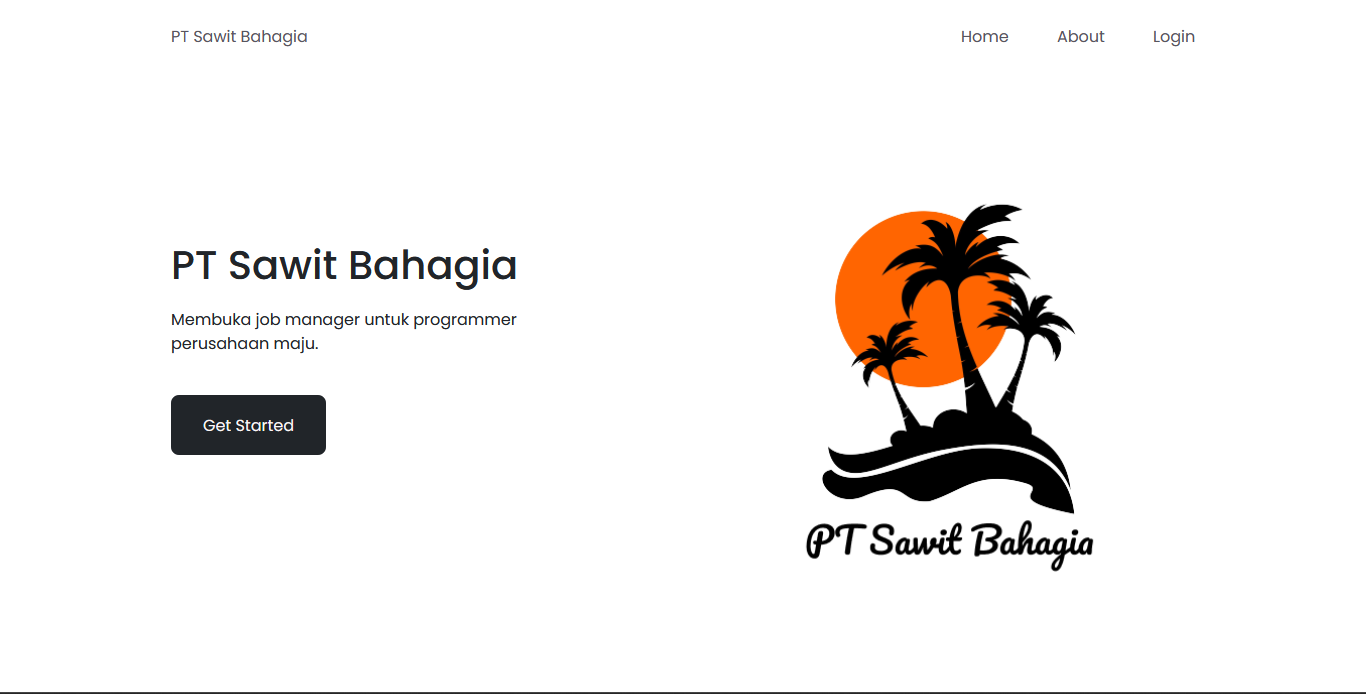 PT Sawit Bahagia
Home
About
Login
PT Sawit Bahagia
Membuka job manager untuk programmer
perusahaan maju.
Get Started
PT Sawit Bahagia